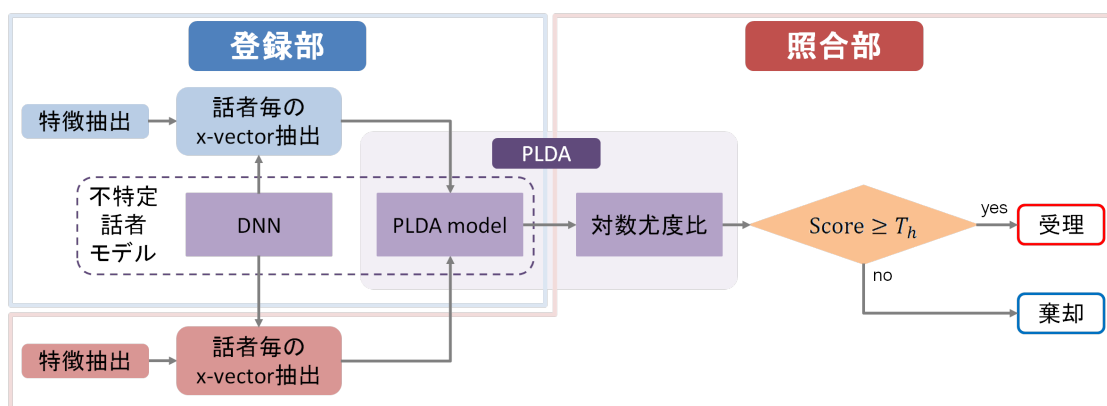 登録部
照合部
特徴抽出
話者毎の
x-vector抽出
PLDA
不特定
話者
モデル
DNN
PLDA model
対数尤度比
Score ≥ T_h
yes
受理
no
棄却
特徴抽出
話者毎の
x-vector抽出